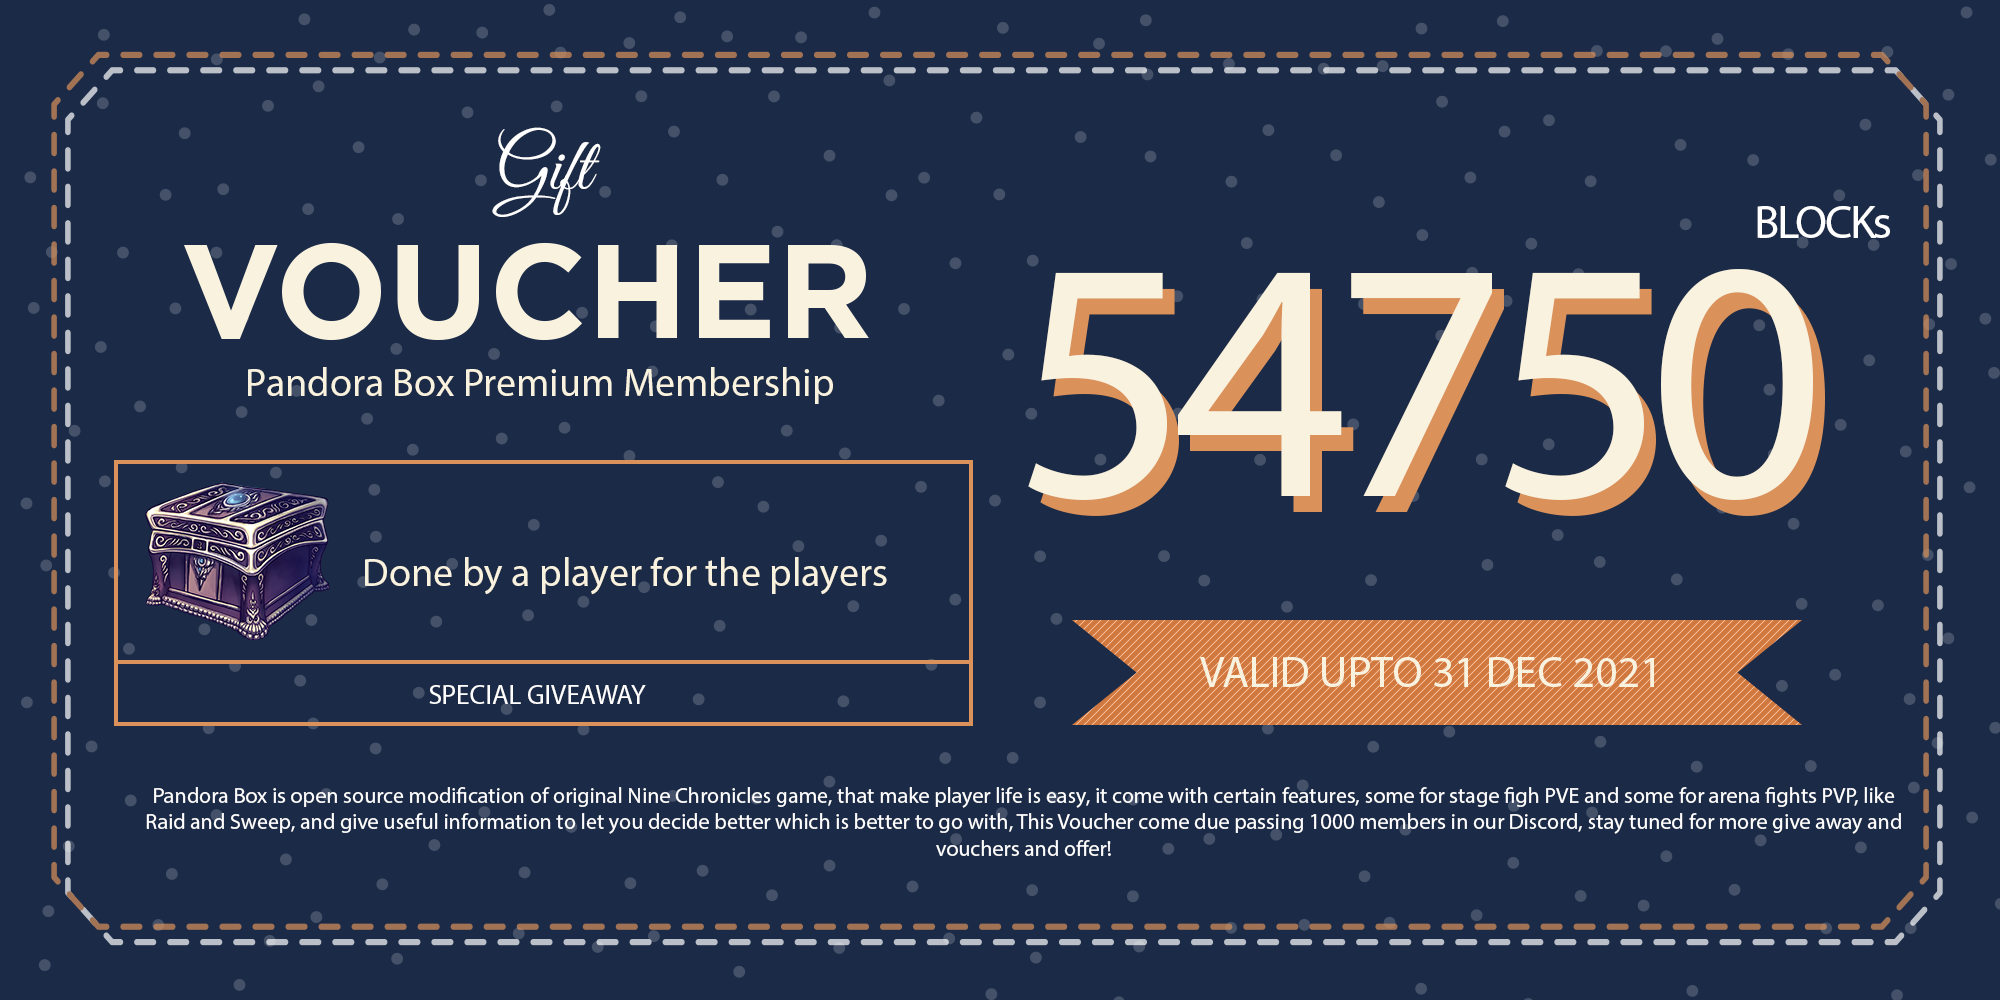 Gift
VOUCHER
Pandora Box Premium Membership
Done by a player for the players
SPECIAL GIVEAWAY
BLOCKs
54750
VALID UPTO 31 DEC 2021
Pandora Box is open source modification of original Nine Chronicles game, that make player life is easy, it come with certain features, some for stage figh PVE and some for arena fights PVP, like
Raid and Sweep, and give useful information to let you decide better which is better to go with, This Voucher come due passing 1000 members in our Discord, stay tuned for more give away and
vouchers and offer!